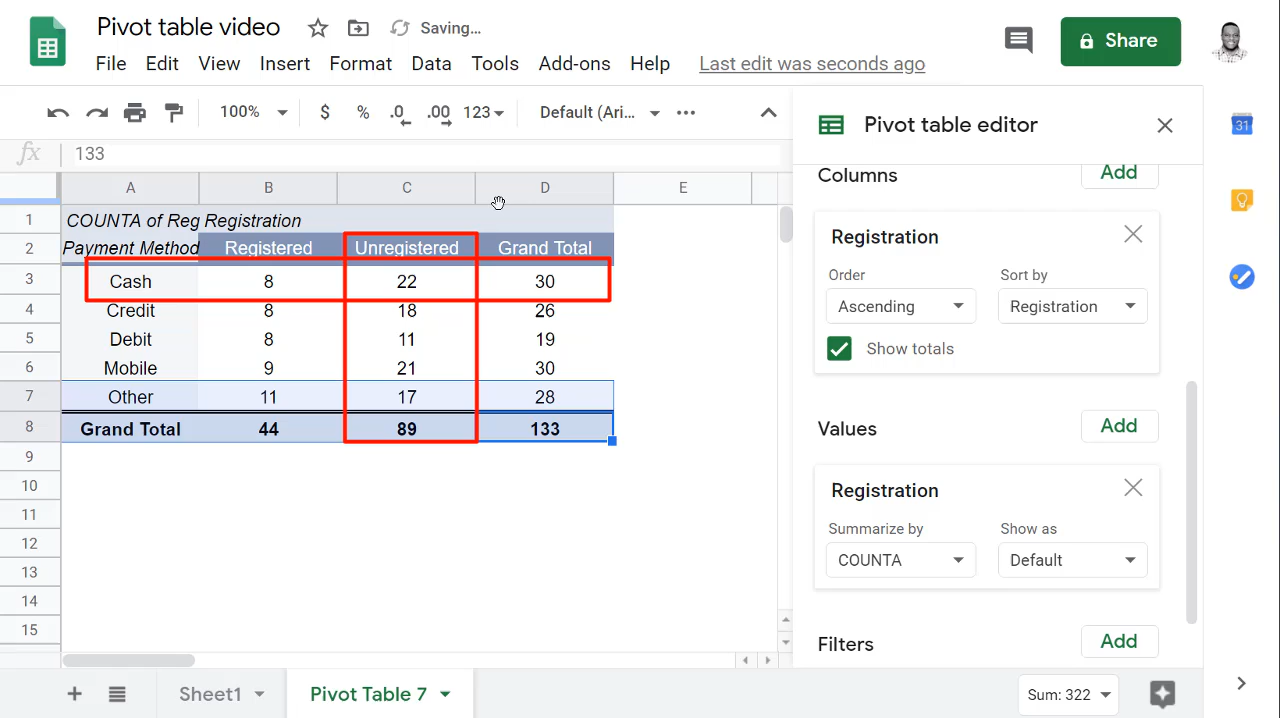 Pivot table video Saving...
File Edit View Insert Format Data Tools Add-ons Help Last edit was seconds ago
Share
100% $ % .0 .00 123 Default (Ari...
fx 133
A B C D E
1 COUNTA of Reg Registration
2 Payment Method Registered Unregistered Grand Total
3 Cash 8 22 30
4 Credit 8 18 26
5 Debit 8 11 19
6 Mobile 9 21 30
7 Other 11 17 28
8 Grand Total 44 89 133
9
10
11
12
13
14
15
Pivot table editor
Columns Add
Registration
Order Sort by
Ascending Registration
Show totals
Values Add
Registration
Summarize by Show as
COUNTA Default
Filters Add
31
Sheet1 Pivot Table 7 Sum: 322